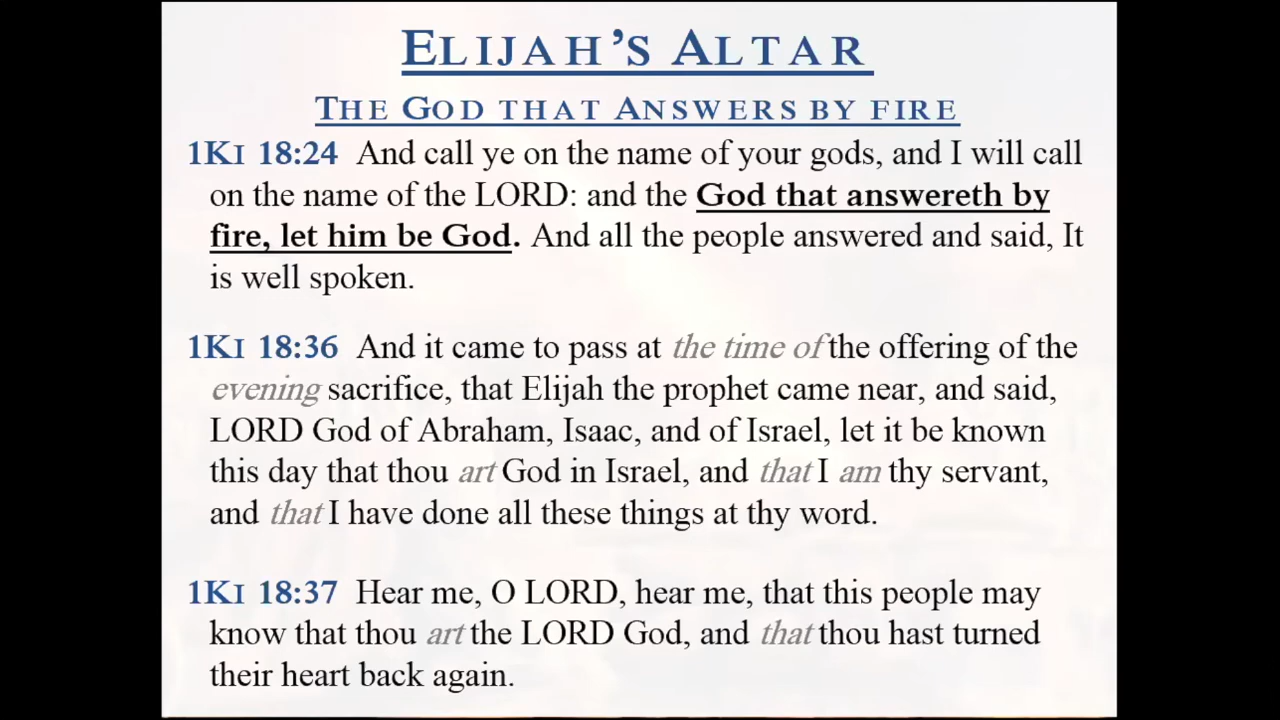 ELIJAH'S ALTAR
THE GOD THAT ANSWERS BY FIRE
1KI 18:24 And call ye on the name of your gods, and I will call
on the name of the LORD: and the God that answereth by
fire, let him be God. And all the people answered and said, It
is well spoken.
1KI 18:36 And it came to pass at the time of the offering of the
evening sacrifice, that Elijah the prophet came near, and said,
LORD God of Abraham, Isaac, and of Israel, let it be known
this day that thou art God in Israel, and that I am thy servant,
and that I have done all these things at thy word.
1KI 18:37 Hear me, O LORD, hear me, that this people may
know that thou art the LORD God, and that thou hast turned
their heart back again.